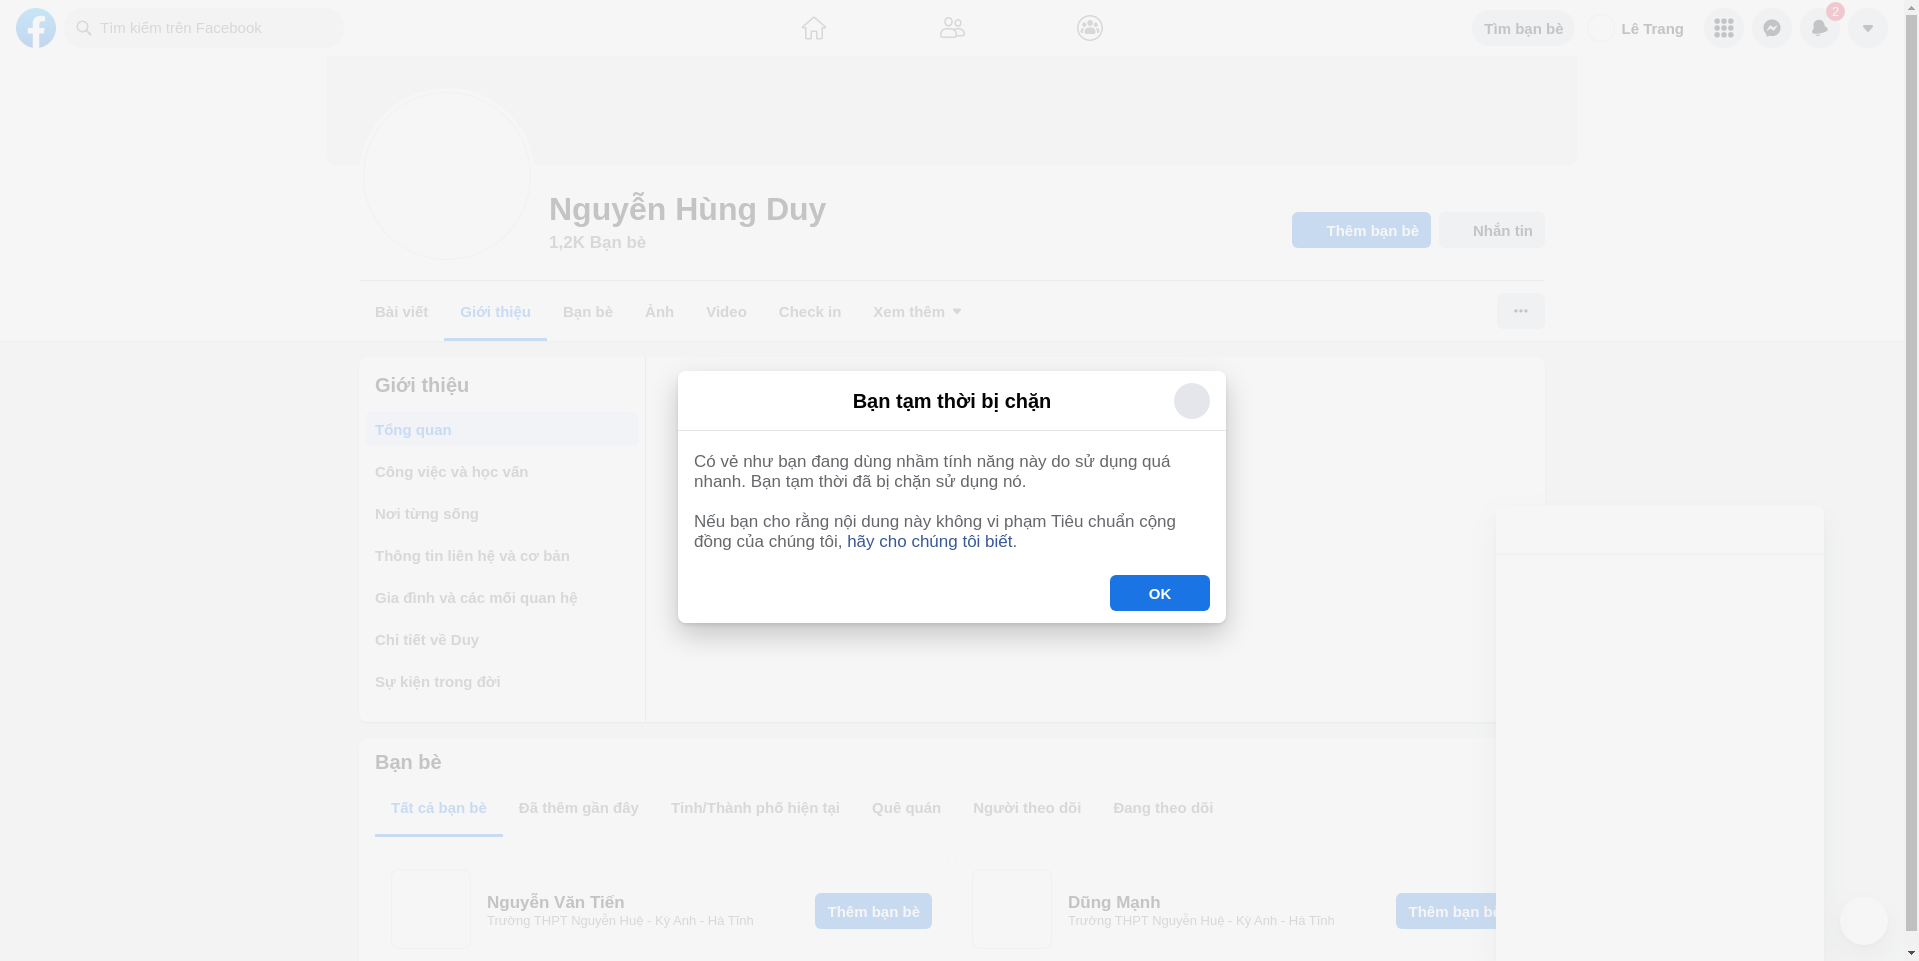 Tìm kiếm trên Facebook
Tìm bạn bè
Lê Trang
2
Nguyễn Hùng Duy
1,2K Bạn bè
Thêm bạn bè
Nhắn tin
Bài viết
Giới thiệu
Bạn bè
Ảnh
Video
Check in
Xem thêm
Giới thiệu
Tổng quan
Công việc và học vấn
Nơi từng sống
Thông tin liên hệ và cơ bản
Gia đình và các mối quan hệ
Chi tiết về Duy
Sự kiện trong đời
Bạn tạm thời bị chặn
Có vẻ như bạn đang dùng nhầm tính năng này do sử dụng quá
nhanh. Bạn tạm thời đã bị chặn sử dụng nó.
Nếu bạn cho rằng nội dung này không vi phạm Tiêu chuẩn cộng
đồng của chúng tôi, hãy cho chúng tôi biết.
OK
Bạn bè
Tất cả bạn bè
Đã thêm gần đây
Tỉnh/Thành phố hiện tại
Quê quán
Người theo dõi
Đang theo dõi
Nguyễn Văn Tiến
Trường THPT Nguyễn Huệ - Kỳ Anh - Hà Tĩnh
Thêm bạn bè
Dũng Mạnh
Trường THPT Nguyễn Huệ - Kỳ Anh - Hà Tĩnh
Thêm bạn bè